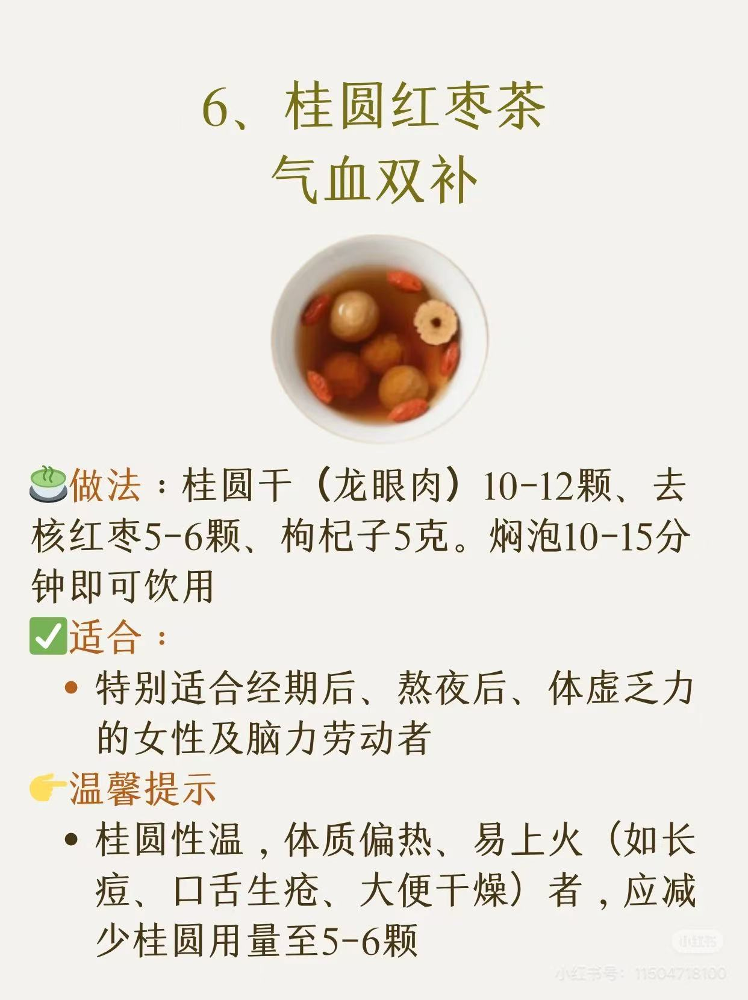 6、桂圆红枣茶
气血双补
做法：桂圆干（龙眼肉）10-12颗、去
核红枣5-6颗、枸杞子5克。焖泡10-15分
钟即可饮用
适合：
特别适合经期后、熬夜后、体虚乏力
的女性及脑力劳动者
温馨提示
桂圆性温，体质偏热、易上火（如长
痘、口舌生疮、大便干燥）者，应减
少桂圆用量至5-6颗
小红书
小红书号：11504718100